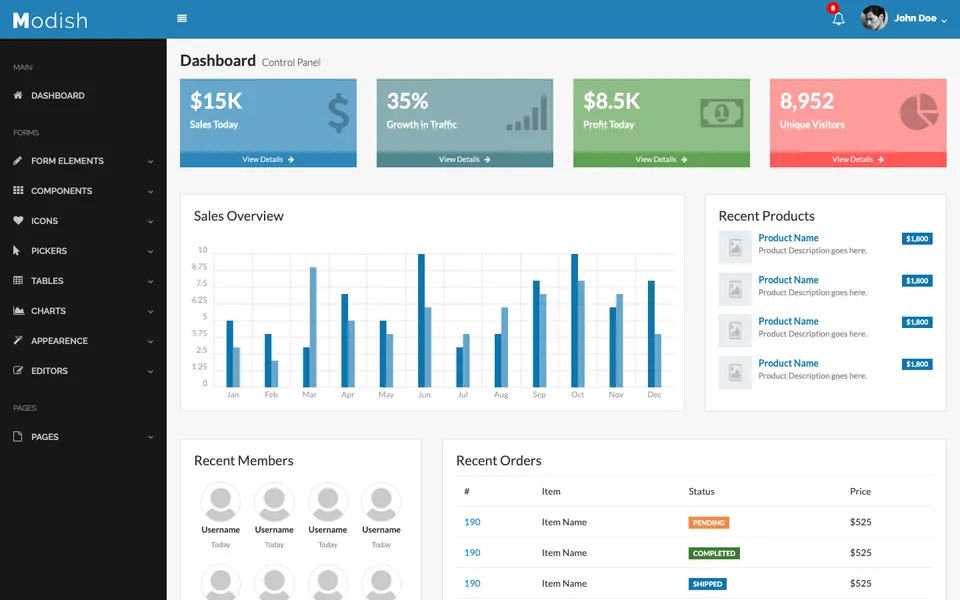 Modish
8
John Doe
MAIN
DASHBOARD
FORMS
FORM ELEMENTS
COMPONENTS
ICONS
PICKERS
TABLES
CHARTS
APPEARENCE
EDITORS
PAGES
PAGES
Dashboard Control Panel
$15K
Sales Today
View Details
35%
Growth in Traffic
View Details
$8.5K
Profit Today
View Details
8,952
Unique Visitors
View Details
Sales Overview
10
8.75
7.5
6.25
5
3.75
2.5
1.25
0
Jan Feb Mar Apr May Jun Jul Aug Sep Oct Nov Dec
Recent Products
Product Name $1,800
Product Description goes here.
Product Name $1,800
Product Description goes here.
Product Name $1,800
Product Description goes here.
Product Name $1,800
Product Description goes here.
Recent Members
Username Username Username Username
Today Today Today Today
Recent Orders
# Item Status Price
190 Item Name PENDING $525
190 Item Name COMPLETED $525
190 Item Name SHIPPED $525